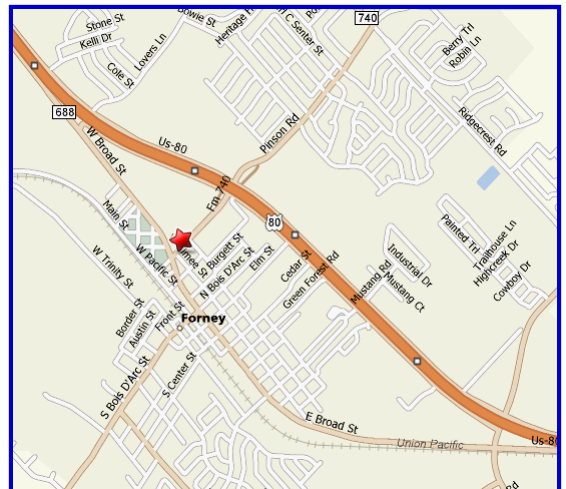 Stone St
Bowie St
740
Kelli Dr
Lovers Ln
Cole St
C Senter St
Berry Trl
Robin Ln
688
W Broad St
Us-80
Pinson Rd
Ridgecrest Rd
Fm-740
Main St
80
W Pacific St
W Trinity St
Burgett St
N Bois D'Arc St
Elm St
Cedar St
Green Forest Rd
Industrial Dr
Mustang Rd
Mustang Ct
Painted Trl
Trailhouse Ln
Highcreek Dr
Cowboy Dr
Border St
Austin St
Front St
Forney
S Center St
S Bois D'Arc St
E Broad St
Union Pacific
Us-80
Rd